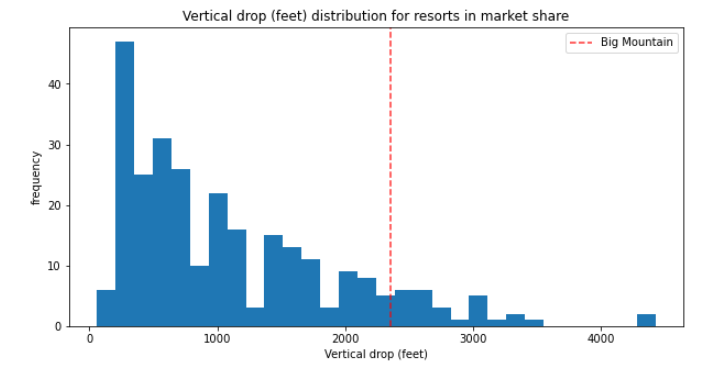 Vertical drop (feet) distribution for resorts in market share
Big Mountain
frequency
40
30
20
10
0
0 1000 2000 3000 4000
Vertical drop (feet)